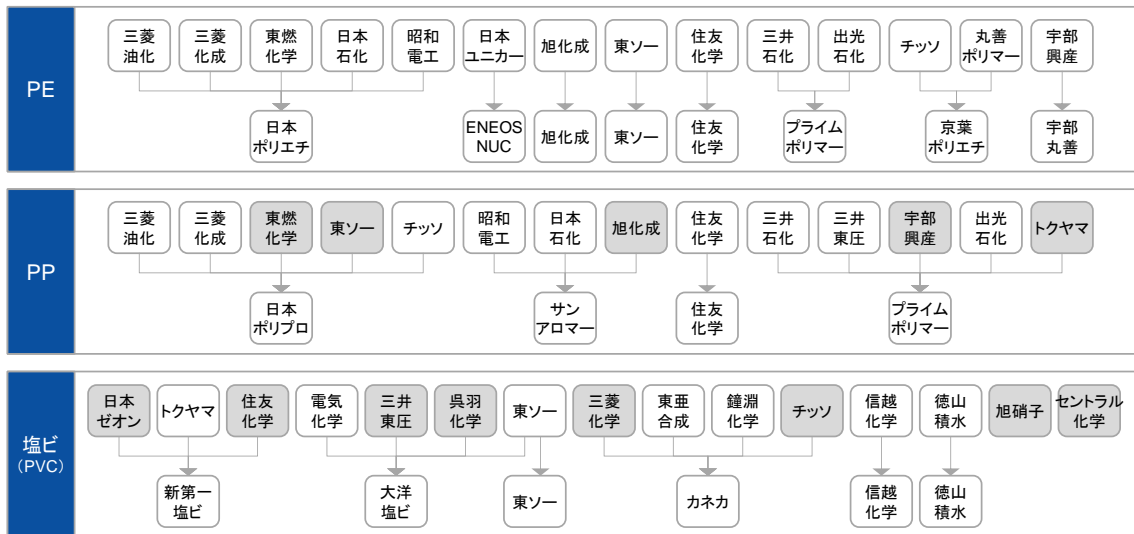 PE
三菱
油化
三菱
化成
東燃
化学
日本
石化
昭和
電工
日本
ユニカー
旭化成
東ソー
住友
化学
三井
石化
出光
石化
チッソ
丸善
ポリマー
宇部
興産
日本
ポリエチ
ENEOS
NUC
旭化成
東ソー
住友
化学
プライム
ポリマー
京葉
ポリエチ
宇部
丸善
PP
三菱
油化
三菱
化成
東燃
化学
東ソー
チッソ
昭和
電工
日本
石化
旭化成
住友
化学
三井
石化
三井
東圧
宇部
興産
出光
石化
トクヤマ
日本
ポリプロ
サン
アロマー
住友
化学
プライム
ポリマー
塩ビ
(PVC)
日本
ゼオン
トクヤマ
住友
化学
電気
化学
三井
東圧
呉羽
化学
東ソー
三菱
化学
東亜
合成
鐘淵
化学
チッソ
信越
化学
徳山
積水
旭硝子
セントラル
化学
新第一
塩ビ
大洋
塩ビ
東ソー
カネカ
信越
化学
徳山
積水